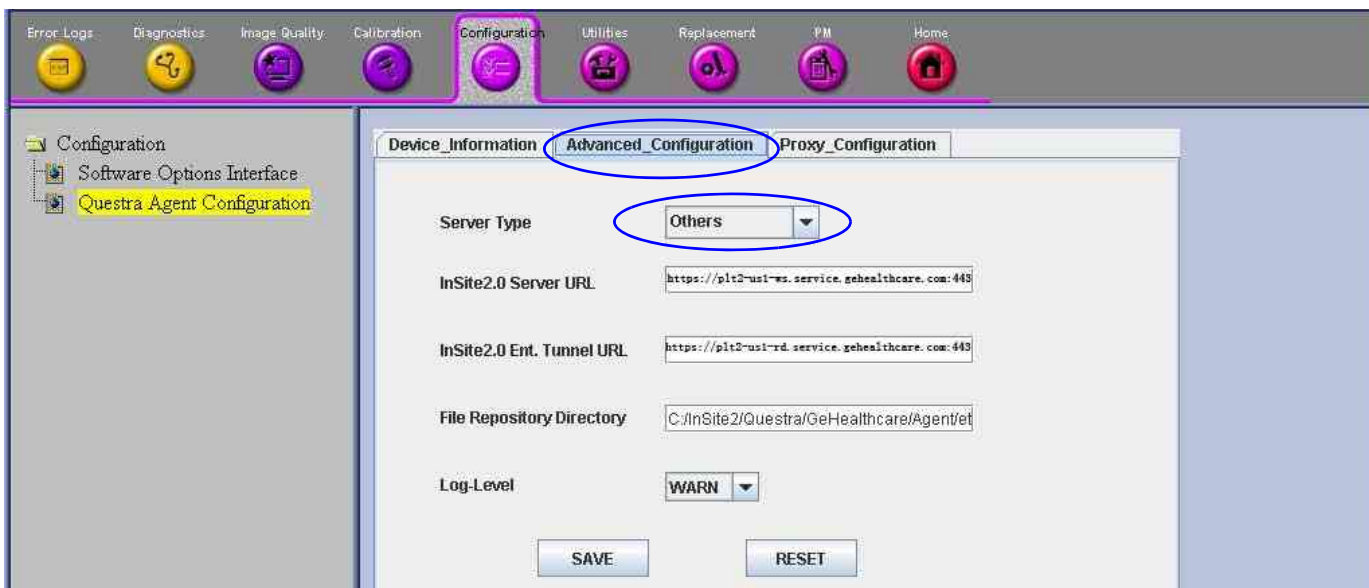 Error Logs Diagnostics Image Quality Calibration Configuration Utilities Replacement PM Home
Configuration
Software Options Interface
Questra Agent Configuration
Device_Information Advanced_Configuration Proxy_Configuration
Server Type Others
InSite2.0 Server URL https://plt2-us1-ws.service.gehealthcare.com:443
InSite2.0 Ent. Tunnel URL https://plt2-us1-rd.service.gehealthcare.com:443
File Repository Directory C:/InSite2/Questra/GeHealthcare/Agent/et
Log-Level WARN
SAVE RESET